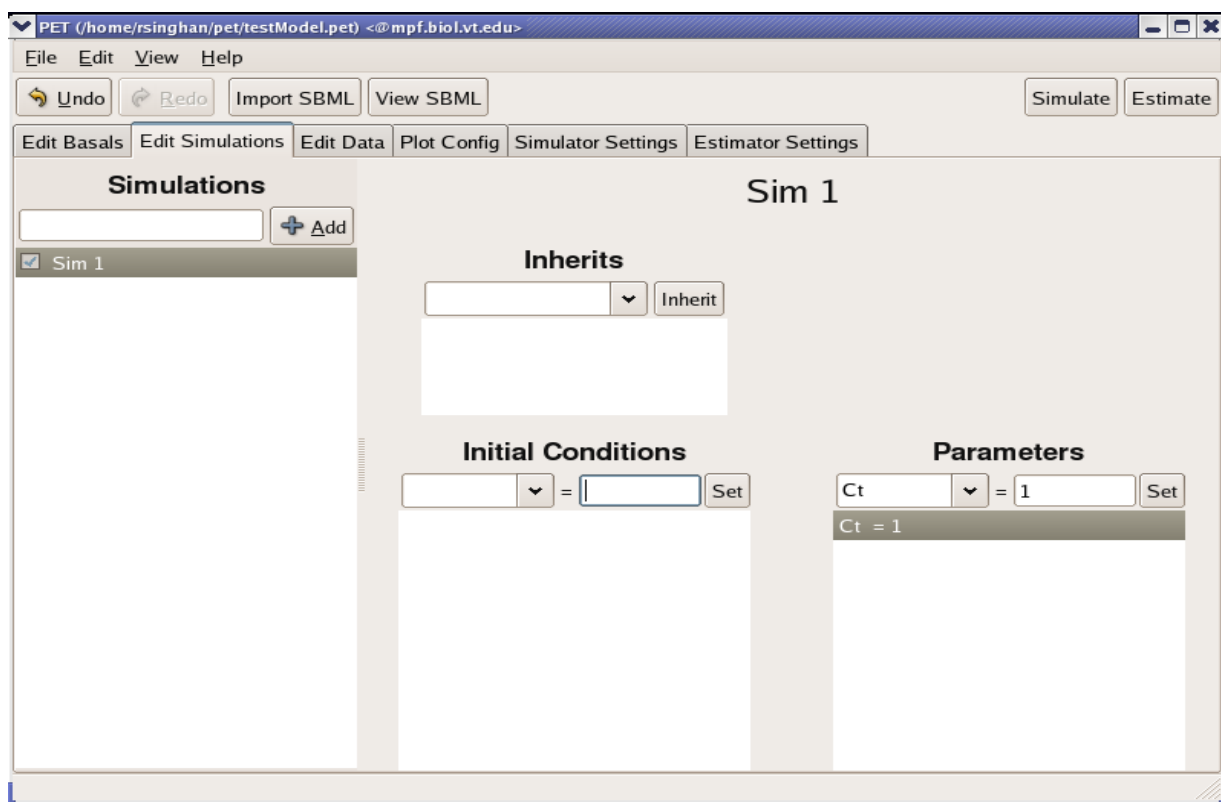 PET (/home/rsinghan/pet/testModel.pet) <@mpf.biol.vt.edu>
File Edit View Help
Undo Redo Import SBML View SBML Simulate Estimate
Edit Basals Edit Simulations Edit Data Plot Config Simulator Settings Estimator Settings
Simulations
Add
Sim 1
Sim 1
Inherits
Inherit
Initial Conditions
= Set
Parameters
Ct = 1 Set
Ct = 1